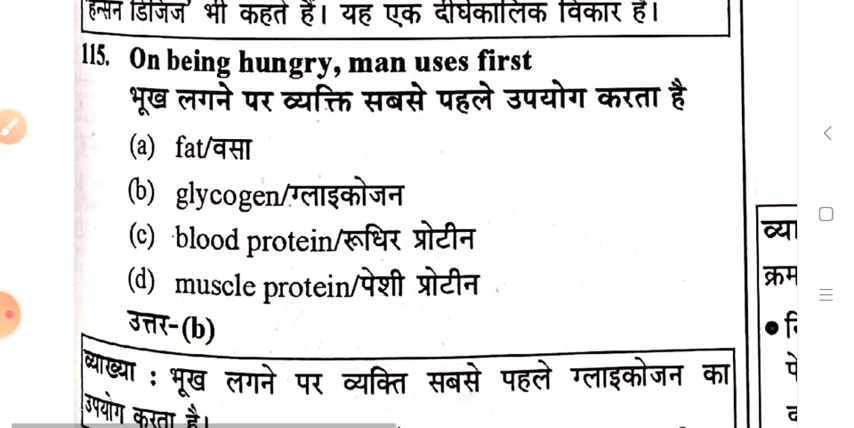 हन्सन डिजिज भी कहते हैं। यह एक दीर्घकालिक विकार है।
115. On being hungry, man uses first
भूख लगने पर व्यक्ति सबसे पहले उपयोग करता है
(a) fat/वसा
(b) glycogen/ग्लाइकोजन
(c) blood protein/रूधिर प्रोटीन
(d) muscle protein/पेशी प्रोटीन
उत्तर-(b)
व्याख्या : भूख लगने पर व्यक्ति सबसे पहले ग्लाइकोजन का
उपयोग करता है।